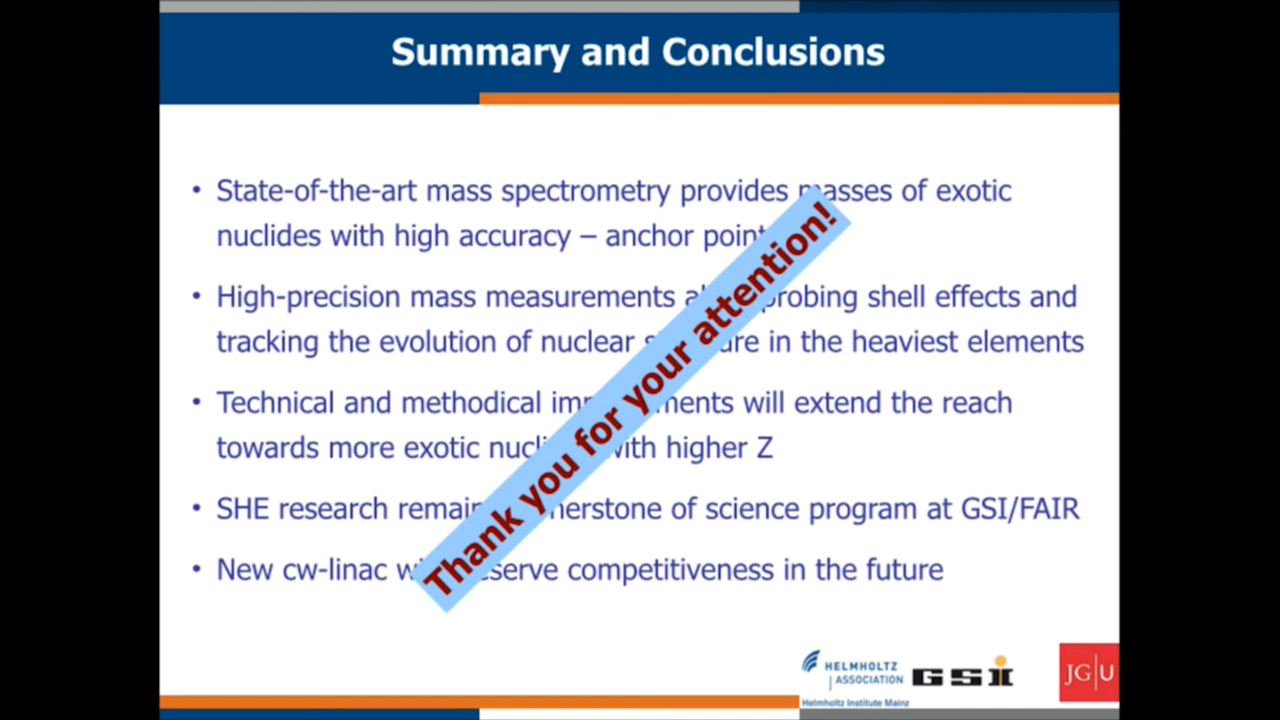 Summary and Conclusions
• State-of-the-art mass spectrometry provides masses of exotic
nuclides with high accuracy – anchor
• High-precision mass measurements probing shell effects and
tracking the evolution of nuclear in the heaviest elements
• Technical and methodical will extend the reach
towards more exotic with higher Z
• SHE research of science program at GSI/FAIR
• New cw-linac competitiveness in the future
Thank you for your attention!
HELMHOLTZ
ASSOCIATION
Helmholtz Institute Mainz
GSI
JG|U